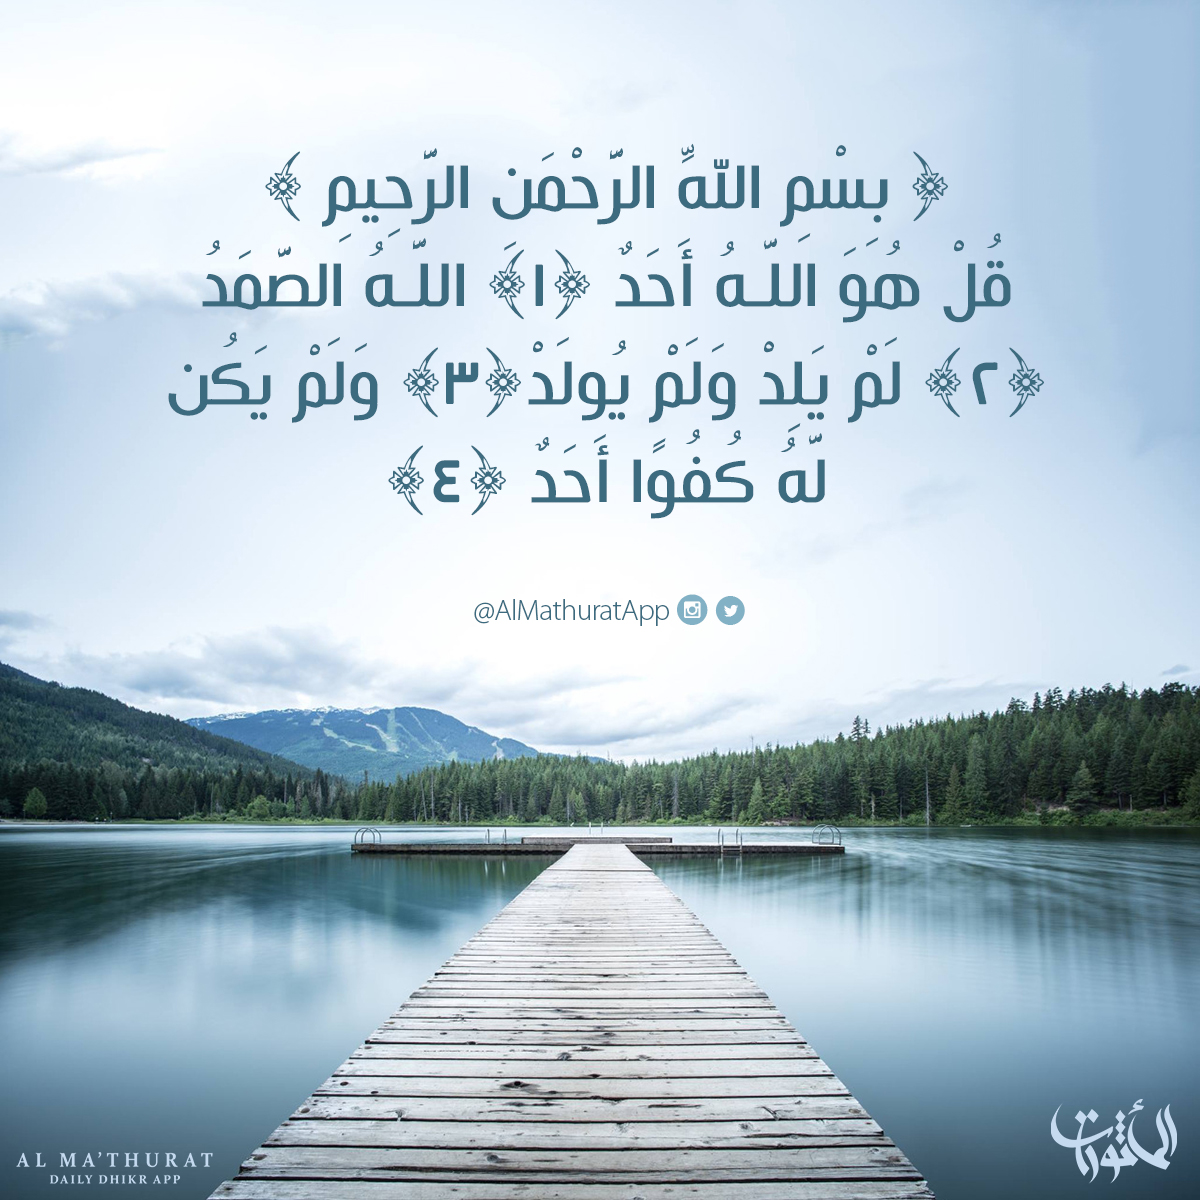 ﴿ بِسْمِ اللَّهِ الرَّحْمَنِ الرَّحِيمِ ﴾
قُلْ هُوَ اللَّهُ أَحَدٌ ﴿١﴾ اللَّهُ الصَّمَدُ
﴿٢﴾ لَمْ يَلِدْ وَلَمْ يُولَدْ ﴿٣﴾ وَلَمْ يَكُن
لَّهُ كُفُوًا أَحَدٌ ﴿٤﴾
@AlMathuratApp
AL MA'THURAT
DAILY DHIKR APP
المأثورات